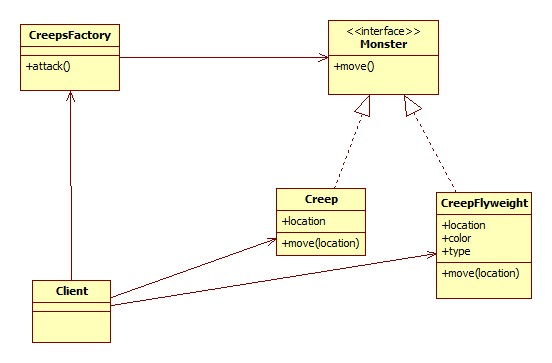 CreepsFactory
+attack()
<<interface>>
Monster
+move()
Creep
+location
+move(location)
CreepFlyweight
+location
+color
+type
+move(location)
Client